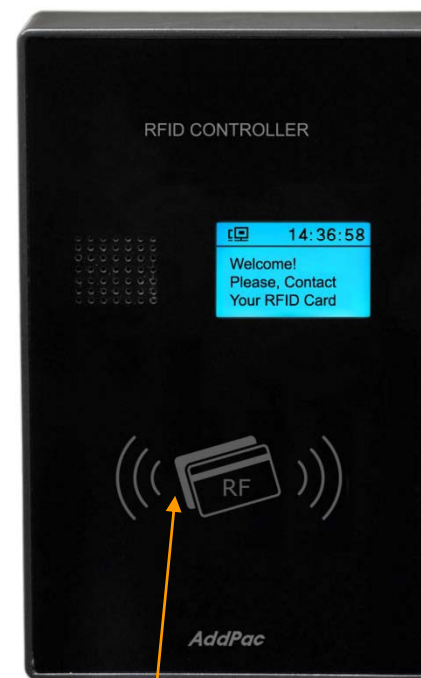 RFID CONTROLLER
14:36:58
Welcome!
Please, Contact
Your RFID Card
RF
AddPac